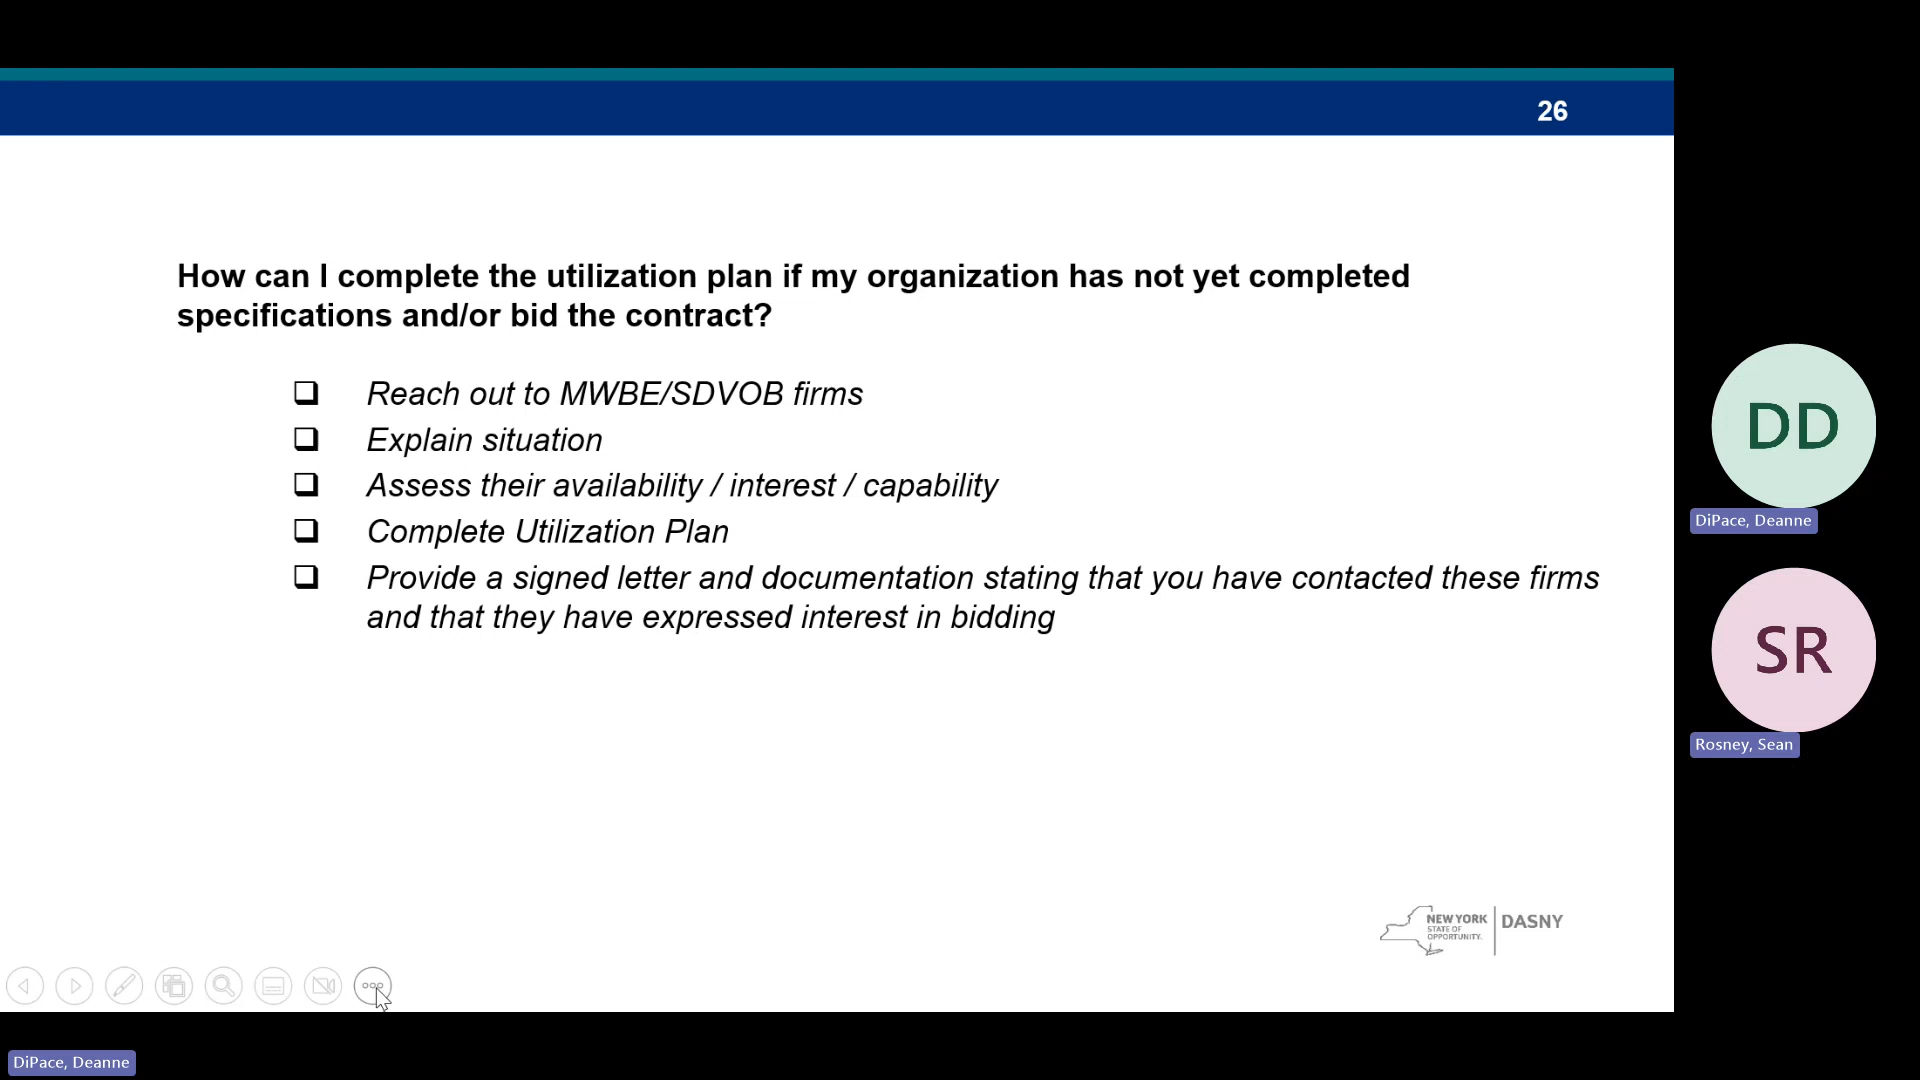 26
How can I complete the utilization plan if my organization has not yet completed
specifications and/or bid the contract?
❑ Reach out to MWBE/SDVOB firms
❑ Explain situation
❑ Assess their availability / interest / capability
❑ Complete Utilization Plan
❑ Provide a signed letter and documentation stating that you have contacted these firms
and that they have expressed interest in bidding
NEW YORK
STATE OF
OPPORTUNITY.
DASNY
DD
DiPace, Deanne
SR
Rosney, Sean
DiPace, Deanne